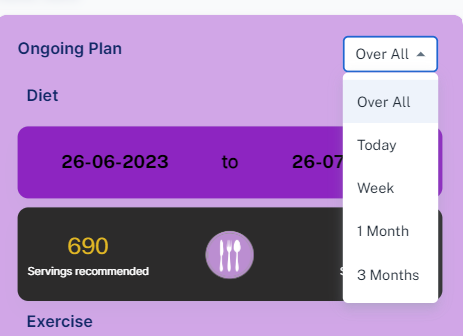 Ongoing Plan
Over All
Diet
Over All
Today
26-06-2023 to 26-07
Week
1 Month
690
Servings recommended
3 Months
Exercise